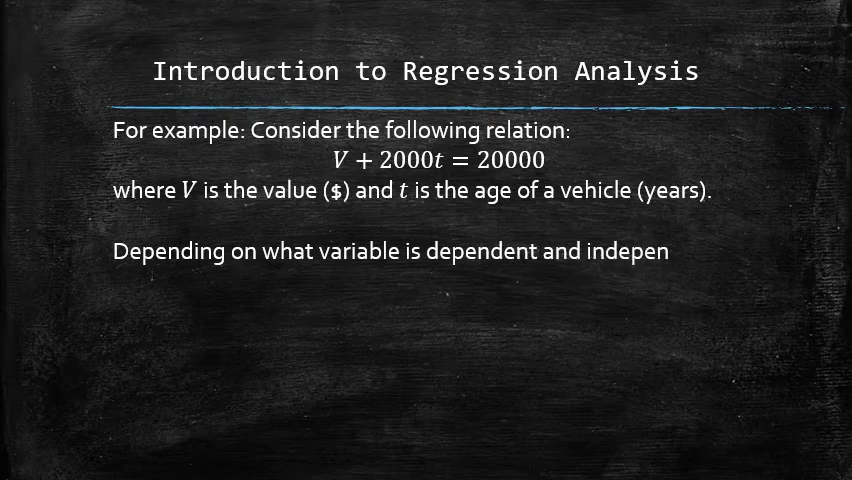 Introduction to Regression Analysis
For example: Consider the following relation:
V + 2000t = 20000
where V is the value ($) and t is the age of a vehicle (years).
Depending on what variable is dependent and indepen